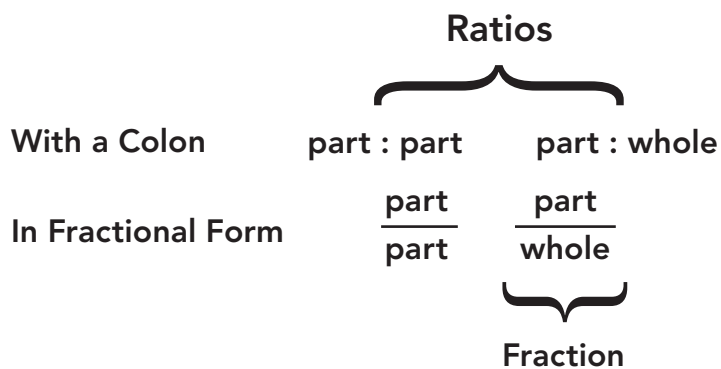 Ratios
With a Colon part : part part : whole
part part
In Fractional Form
part whole
Fraction